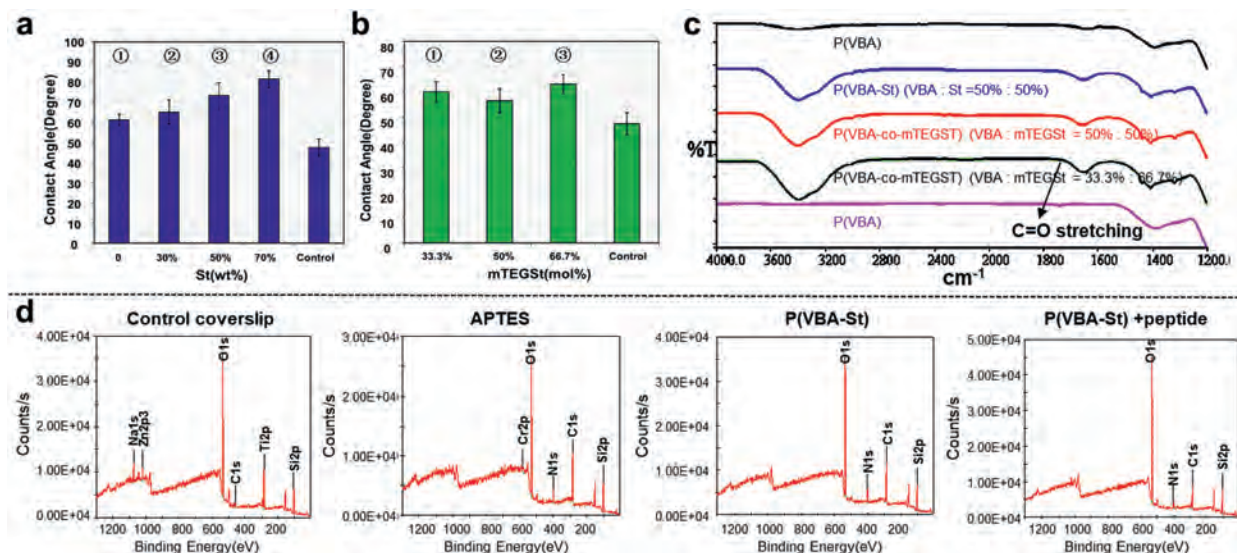 a
Contact Angle(Degree)
100
90
80
70
60
50
40
30
20
10
0
① ② ③ ④
0 30% 50% 70% Control
St(wt%)
b
Contact Angle(Degree)
80
70
60
50
40
30
20
10
0
① ② ③
33.3% 50% 66.7% Control
mTEGSt(mol%)
c
%T
P(VBA)
P(VBA-St) (VBA : St =50% : 50%)
P(VBA-co-mTEGST) (VBA : mTEGSt = 50% : 50%)
P(VBA-co-mTEGST) (VBA : mTEGSt = 33.3% : 66.7%)
P(VBA)
C=O stretching
4000.0 3600 3200 2800 2400 2000 1800 1600 1400 1200.0
cm-1
d
Control coverslip
Counts/s
4.00E+04
3.00E+04
2.00E+04
1.00E+04
0.00E+04
Na1s
Zn2p3
O1s
C1s
Ti2p
Si2p
1200 1000 800 600 400 200
Binding Energy(eV)
APTES
Counts/s
3.00E+04
2.00E+04
1.00E+04
0.00E+04
Cr2p
O1s
N1s
C1s
Si2p
1200 1000 800 600 400 200
Binding Energy(eV)
P(VBA-St)
Counts/s
4.00E+04
3.00E+04
2.00E+04
1.00E+04
0.00E+04
O1s
N1s
C1s
Si2p
1200 1000 800 600 400 200
Binding Energy(eV)
P(VBA-St) +peptide
Counts/s
5.00E+04
4.00E+04
3.00E+04
2.00E+04
1.00E+04
0.00E+04
O1s
N1s
C1s
Si2p
1200 1000 800 600 400 200
Binding Energy(eV)